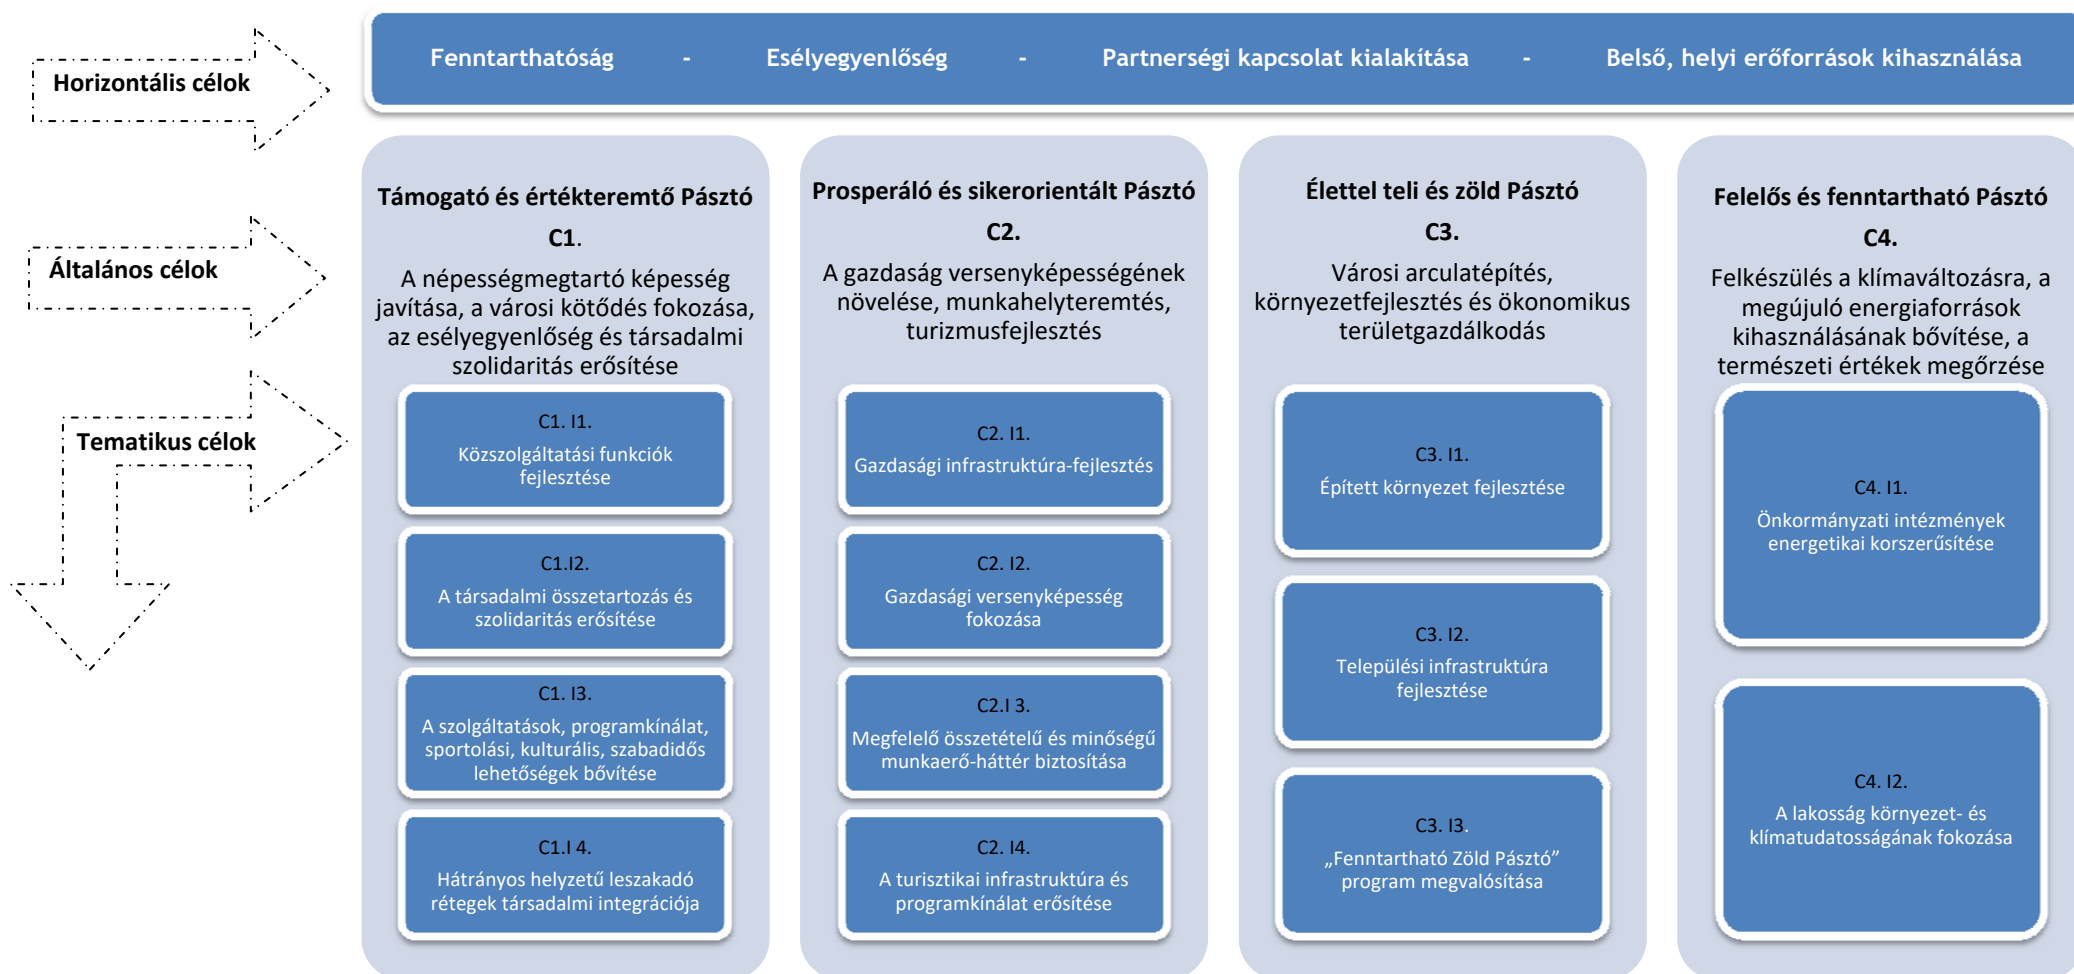 Horizontális célok
Fenntarthatóság - Esélyegyenlőség - Partnerségi kapcsolat kialakítása - Belső, helyi erőforrások kihasználása
Általános célok
Tematikus célok
Támogató és értékteremtő Pásztó
C1.
A népességmegtartó képesség
javítása, a városi kötődés fokozása,
az esélyegyenlőség és társadalmi
szolidaritás erősítése
C1. I1.
Közszolgáltatási funkciók
fejlesztése
C1.I2.
A társadalmi összetartozás és
szolidaritás erősítése
C1. I3.
A szolgáltatások, programkínálat,
sportolási, kulturális, szabadidős
lehetőségek bővítése
C1.I 4.
Hátrányos helyzetű leszakadó
rétegek társadalmi integrációja
Prosperáló és sikerorientált Pásztó
C2.
A gazdaság versenyképességének
növelése, munkahelyteremtés,
turizmusfejlesztés
C2. I1.
Gazdasági infrastruktúra-fejlesztés
C2. I2.
Gazdasági versenyképesség
fokozása
C2.I 3.
Megfelelő összetételű és minőségű
munkaerő-háttér biztosítása
C2. I4.
A turisztikai infrastruktúra és
programkínálat erősítése
Élettel teli és zöld Pásztó
C3.
Városi arculatépítés,
környezetfejlesztés és ökonomikus
területgazdálkodás
C3. I1.
Épített környezet fejlesztése
C3. I2.
Települési infrastruktúra
fejlesztése
C3. I3.
„Fenntartható Zöld Pásztó”
program megvalósítása
Felelős és fenntartható Pásztó
C4.
Felkészülés a klímaváltozásra, a
megújuló energiaforrások
kihasználásának bővítése, a
természeti értékek megőrzése
C4. I1.
Önkormányzati intézmények
energetikai korszerűsítése
C4. I2.
A lakosság környezet- és
klímatudatosságának fokozása